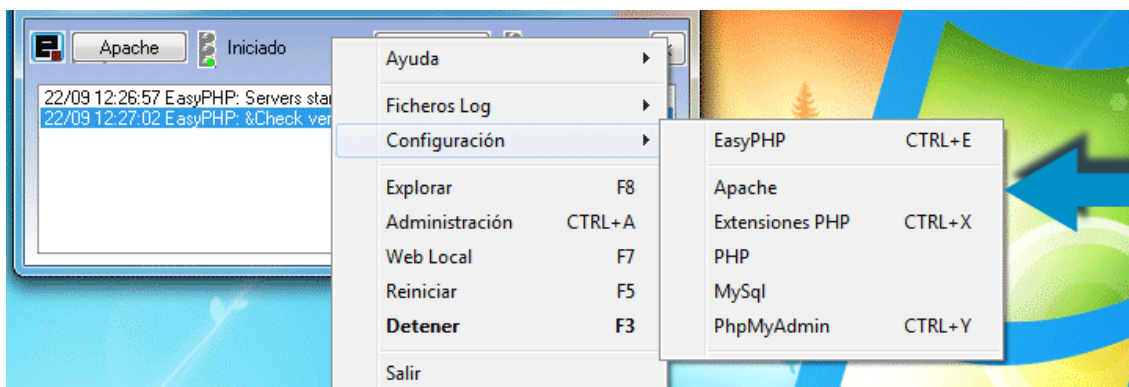 Apache
Iniciado
22/09 12:26:57 EasyPHP: Servers star
22/09 12:27:02 EasyPHP: &Check ver
Ayuda
Ficheros Log
Configuración
Explorar F8
Administración CTRL+A
Web Local F7
Reiniciar F5
Detener F3
Salir
EasyPHP CTRL+E
Apache
Extensiones PHP CTRL+X
PHP
MySql
PhpMyAdmin CTRL+Y